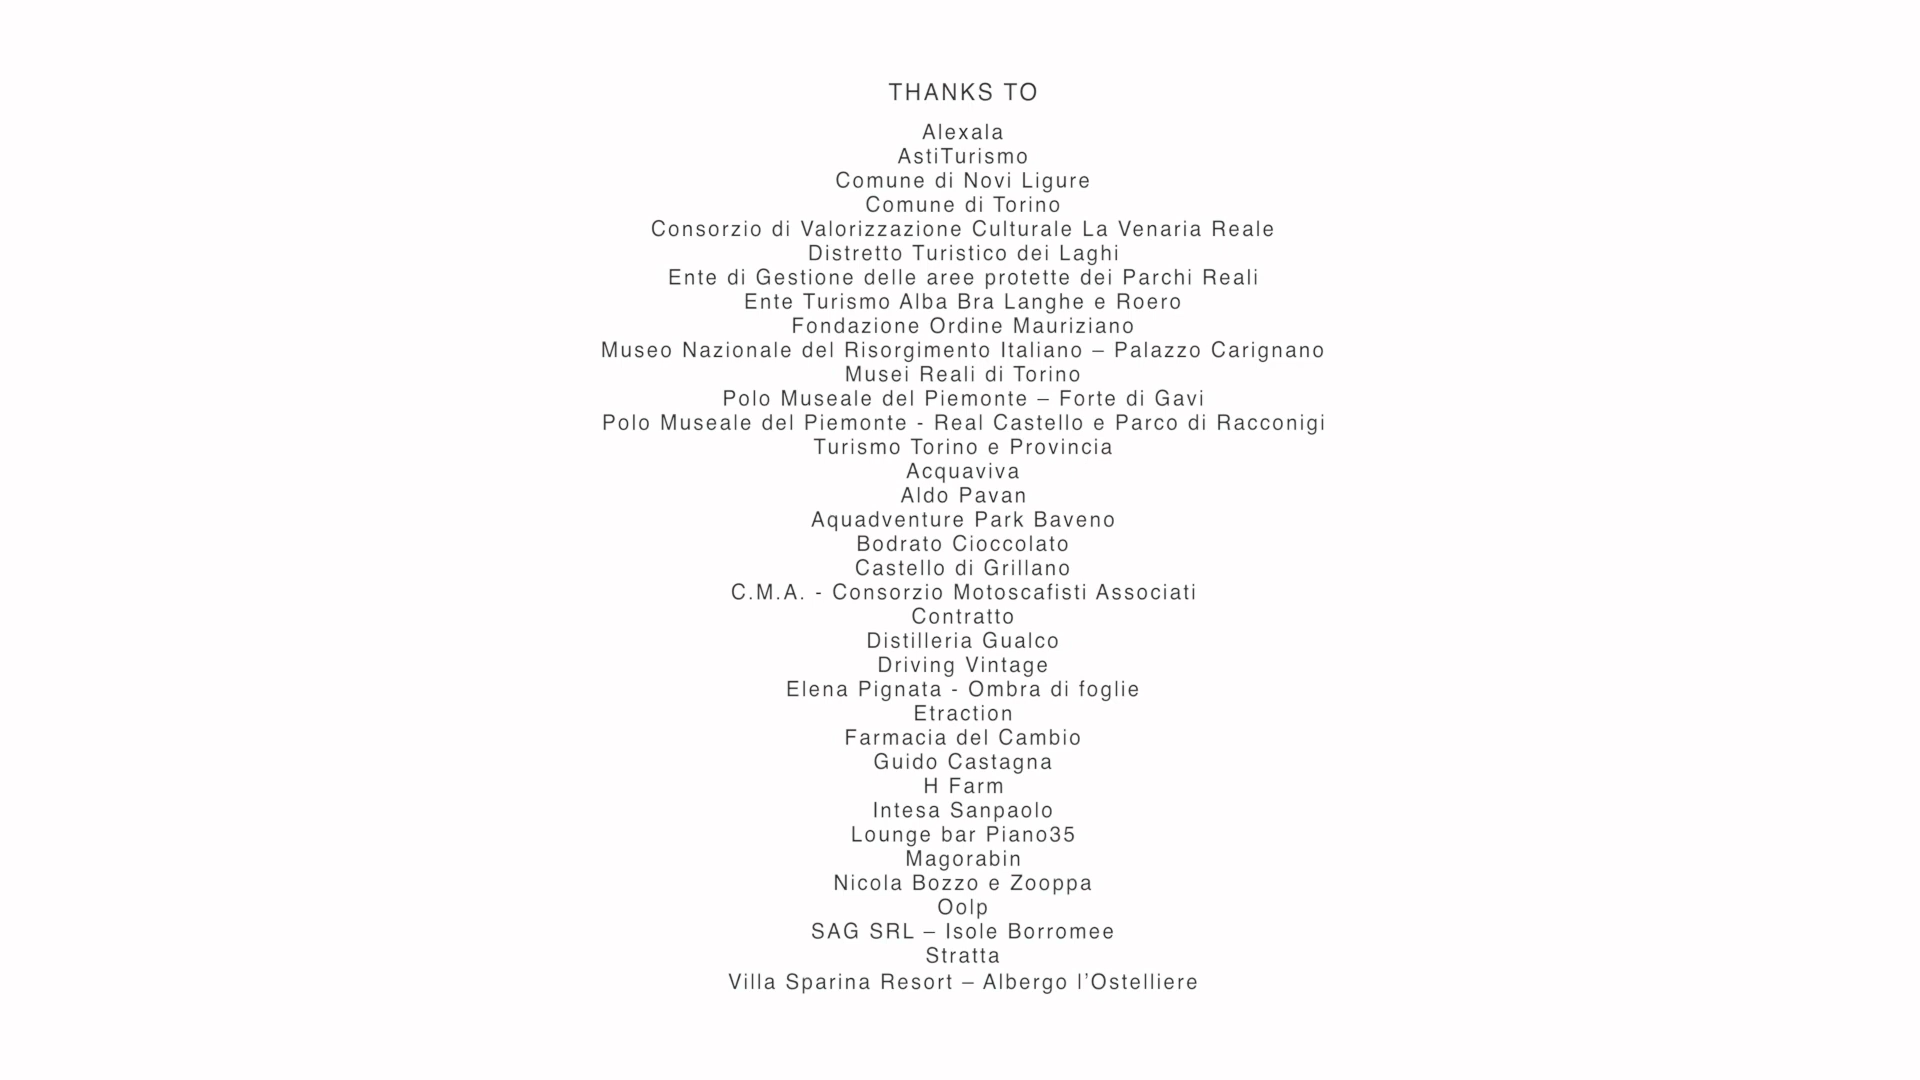 THANKS TO
Alexala
AstiTurismo
Comune di Novi Ligure
Comune di Torino
Consorzio di Valorizzazione Culturale La Venaria Reale
Distretto Turistico dei Laghi
Ente di Gestione delle aree protette dei Parchi Reali
Ente Turismo Alba Bra Langhe e Roero
Fondazione Ordine Mauriziano
Museo Nazionale del Risorgimento Italiano – Palazzo Carignano
Musei Reali di Torino
Polo Museale del Piemonte – Forte di Gavi
Polo Museale del Piemonte - Real Castello e Parco di Racconigi
Turismo Torino e Provincia
Acquaviva
Aldo Pavan
Aquadventure Park Baveno
Bodrato Cioccolato
Castello di Grillano
C.M.A. - Consorzio Motoscafisti Associati
Contratto
Distilleria Gualco
Driving Vintage
Elena Pignata - Ombra di foglie
Etraction
Farmacia del Cambio
Guido Castagna
H Farm
Intesa Sanpaolo
Lounge bar Piano35
Magorabin
Nicola Bozzo e Zooppa
Oolp
SAG SRL – Isole Borromee
Stratta
Villa Sparina Resort – Albergo l’Ostelliere